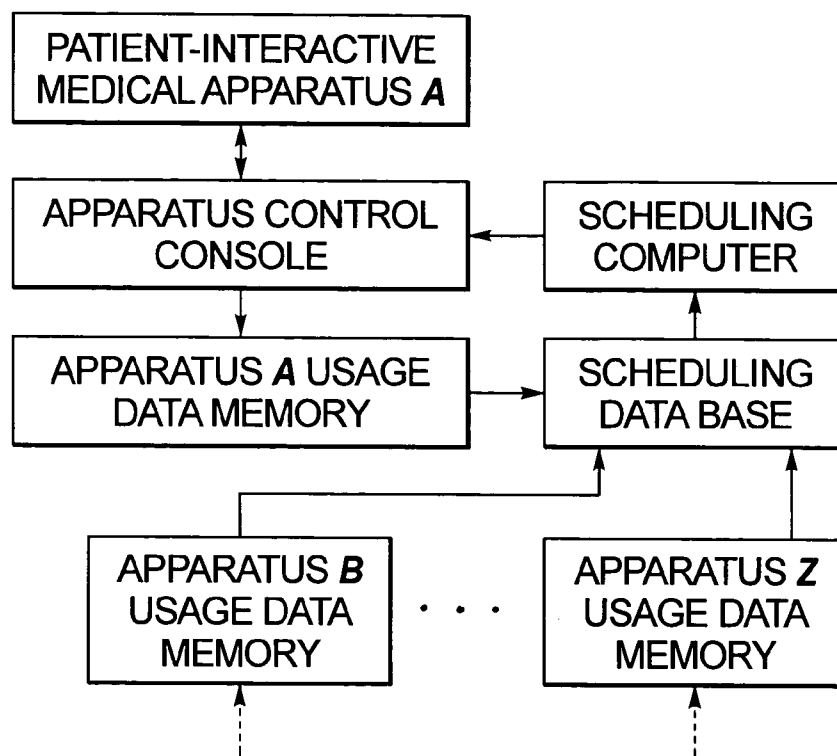 PATIENT-INTERACTIVE
MEDICAL APPARATUS A
APPARATUS CONTROL
CONSOLE
SCHEDULING
COMPUTER
APPARATUS A USAGE
DATA MEMORY
SCHEDULING
DATA BASE
APPARATUS B
USAGE DATA
MEMORY
. . .
APPARATUS Z
USAGE DATA
MEMORY